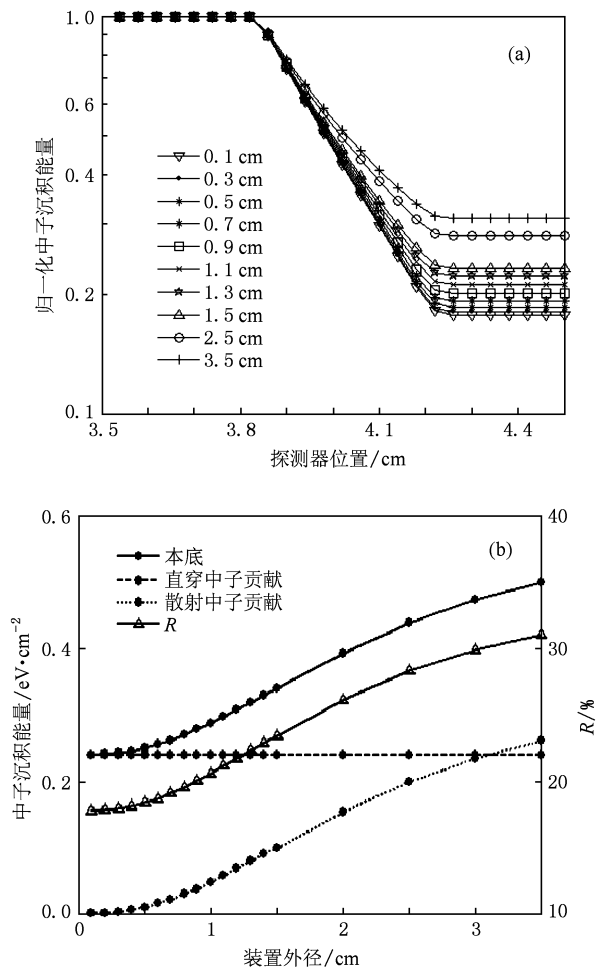 (a)
归一化中子沉积能量
1.0
0.6
0.4
0.2
0.1
0.1 cm
0.3 cm
0.5 cm
0.7 cm
0.9 cm
1.1 cm
1.3 cm
1.5 cm
2.5 cm
3.5 cm
3.5 3.8 4.1 4.4
探测器位置/cm
(b)
中子沉积能量/eV·cm⁻²
0.6
0.4
0.2
0.0
本底
直穿中子贡献
散射中子贡献
R
40
30
20
10
R/%
0 1 2 3
装置外径/cm